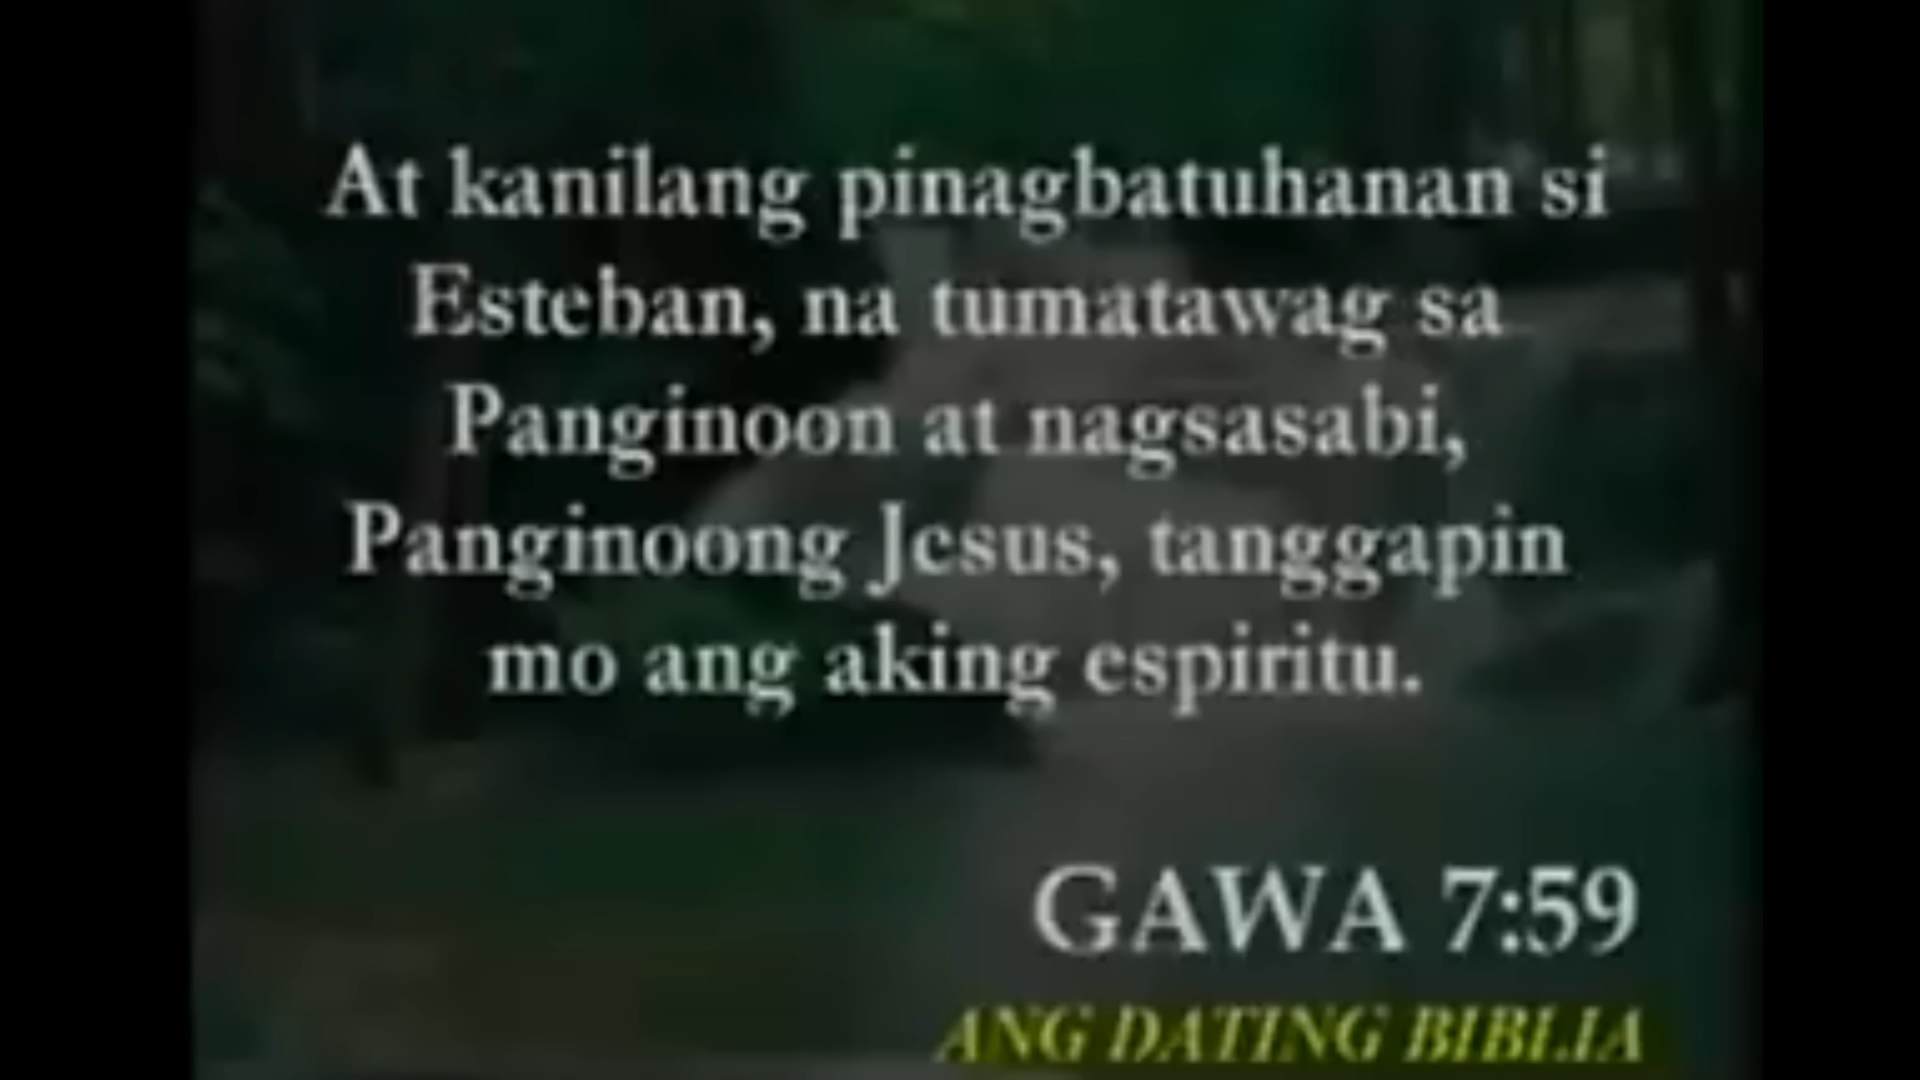 At kanilang pinagbatuhanan si
Esteban, na tumatawag sa
Panginoon at nagsasabi,
Panginoong Jesus, tanggapin
mo ang aking espiritu.
GAWA 7:59
ANG DATING BIBLIA